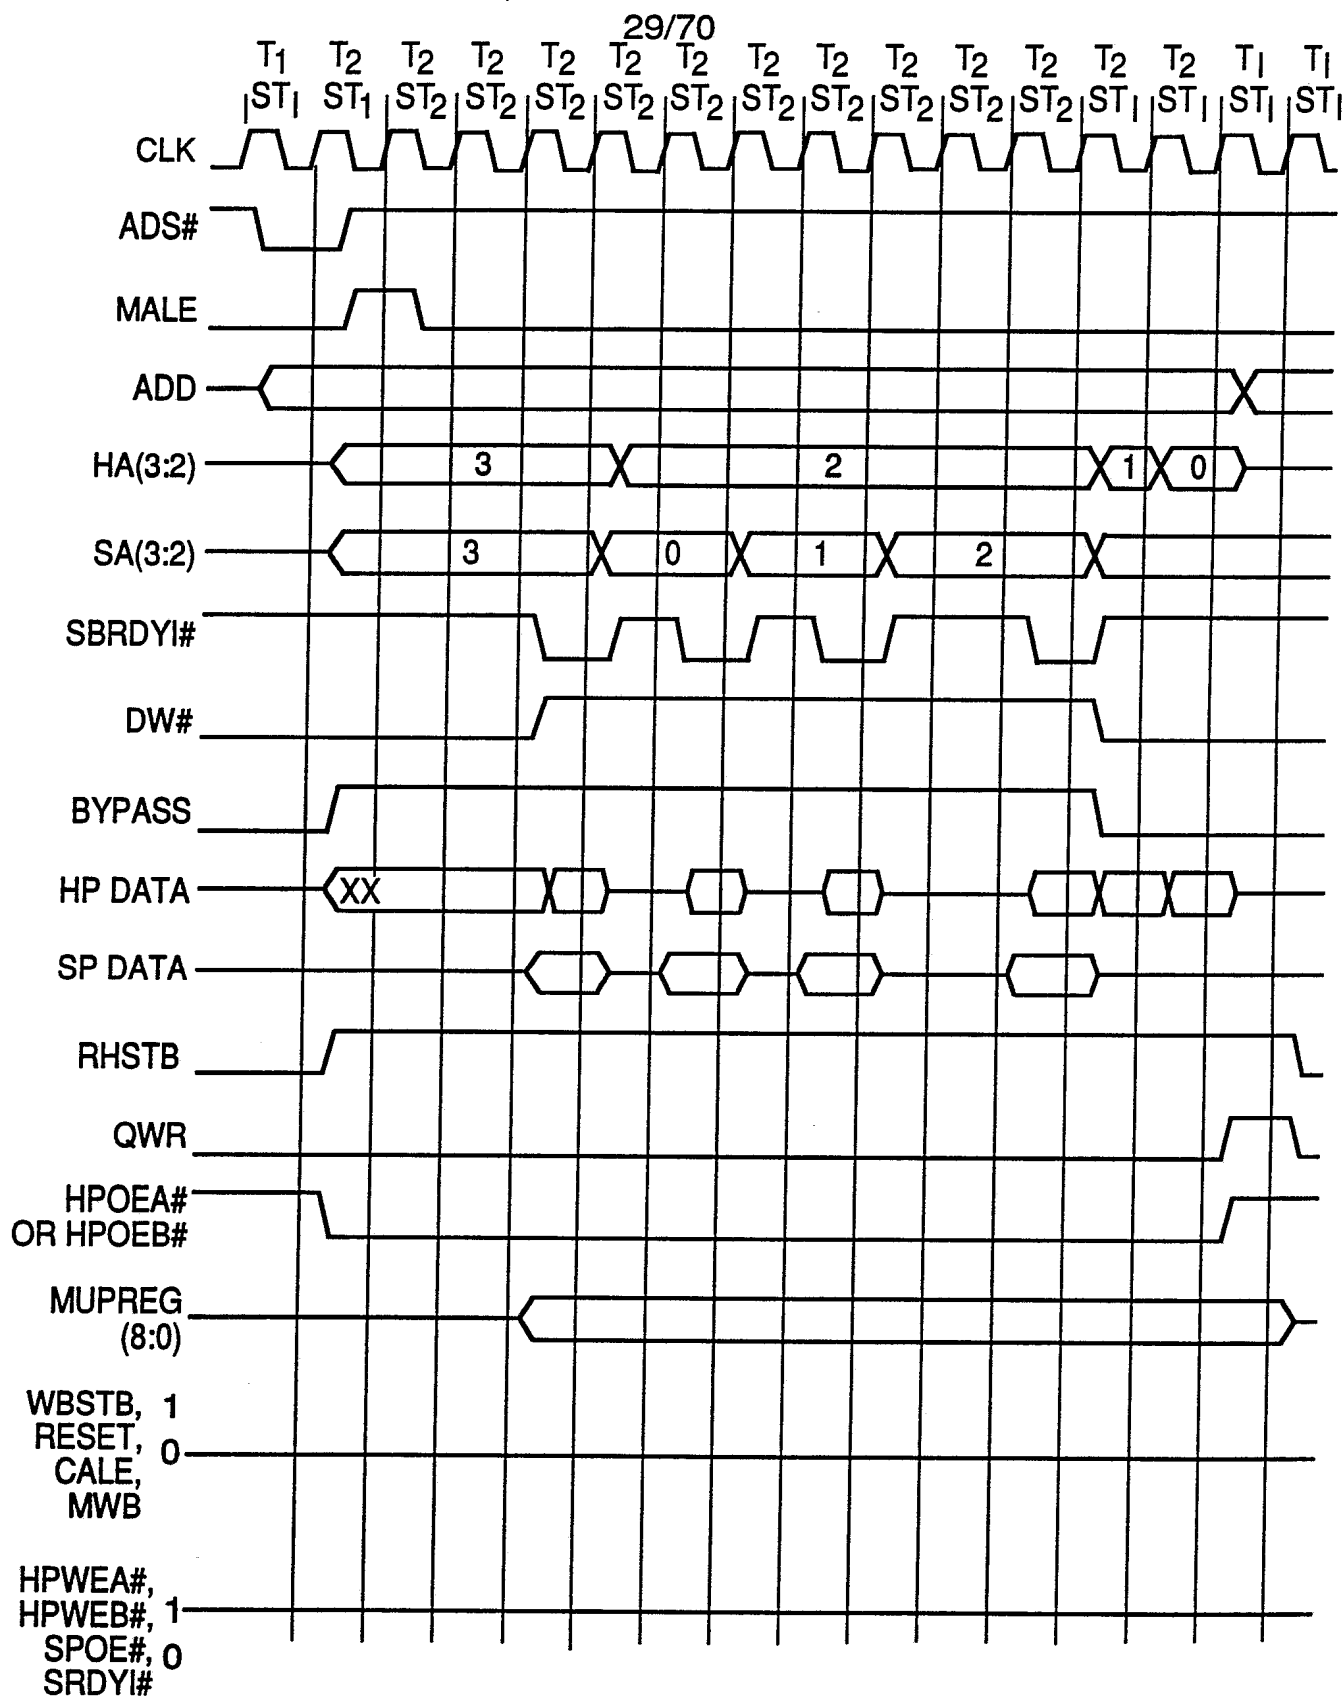 29/70
T1 T2 T2 T2 T2 T2 T2 T2 T2 T2 T2 T2 T2 T2 TI TI
STI ST1 ST2 ST2 ST2 ST2 ST2 ST2 ST2 ST2 ST2 ST2 STI STI STI STI
CLK
ADS#
MALE
ADD
HA(3:2) 3 2 1 0
SA(3:2) 3 0 1 2
SBRDYI#
DW#
BYPASS
HP DATA XX
SP DATA
RHSTB
QWR
HPOEA#
OR HPOEB#
MUPREG
(8:0)
WBSTB, 1
RESET, 0
CALE,
MWB
HPWEA#,
HPWEB#, 1
SPOE#, 0
SRDYI#